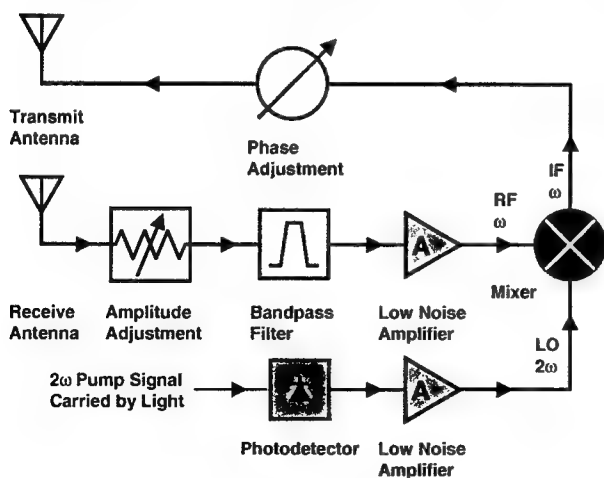 Transmit
Antenna
Phase
Adjustment
IF
ω
RF
ω
A
Mixer
Receive
Antenna
Amplitude
Adjustment
Bandpass
Filter
Low Noise
Amplifier
LO
2ω
2ω Pump Signal
Carried by Light
A
Photodetector
Low Noise
Amplifier